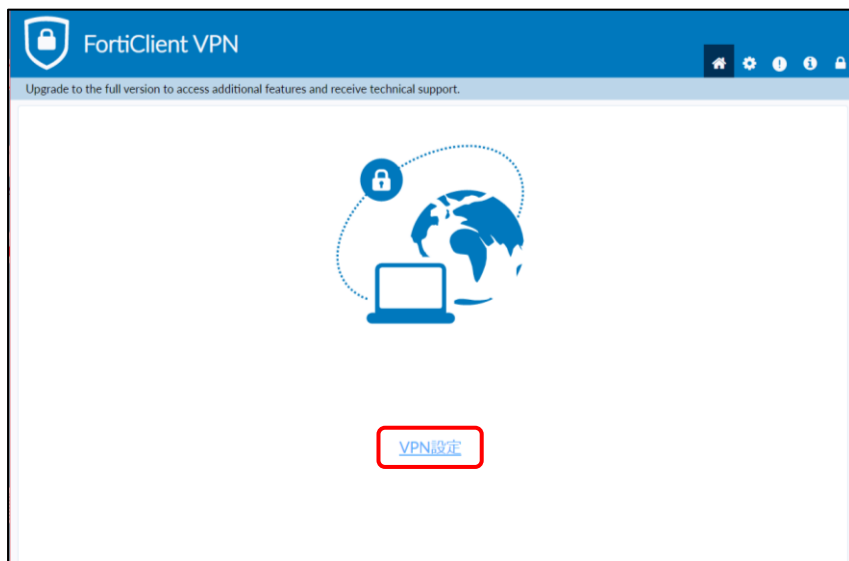 FortiClient VPN
Upgrade to the full version to access additional features and receive technical support.
VPN設定